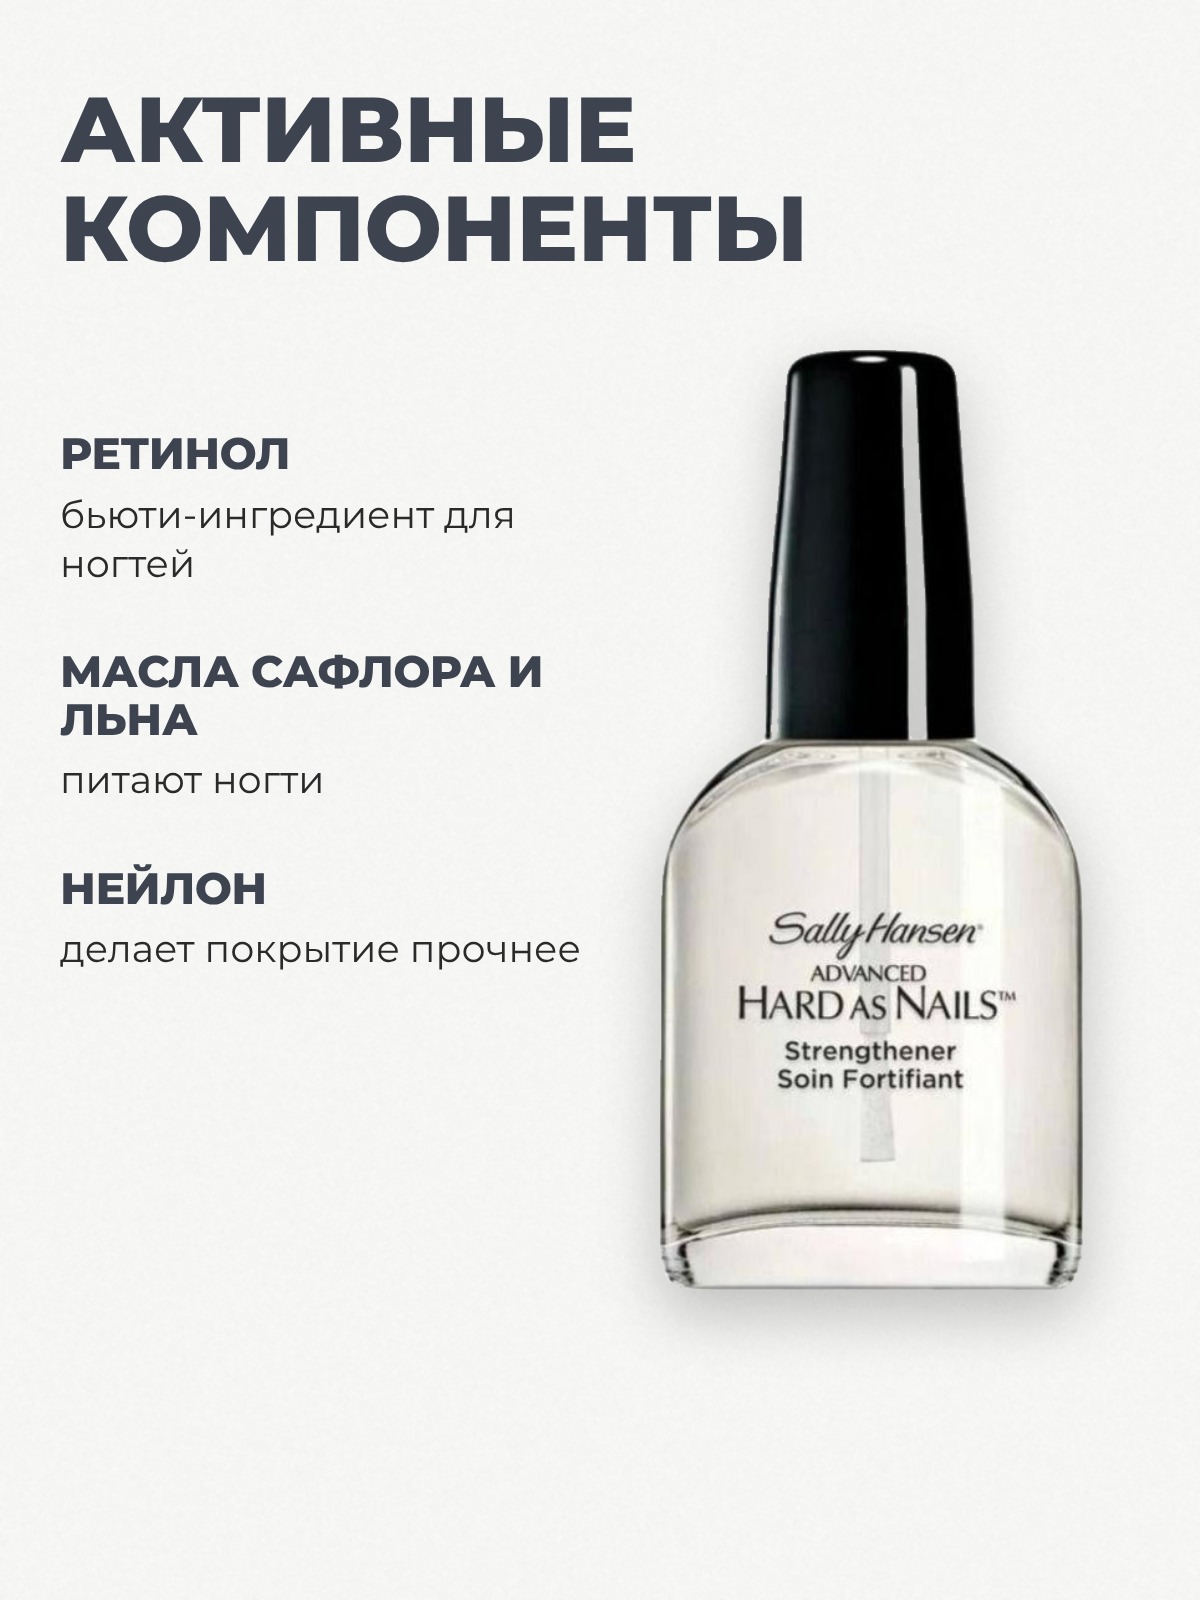 АКТИВНЫЕ
КОМПОНЕНТЫ
РЕТИНОЛ
бьюти-ингредиент для
ногтей
МАСЛА САФЛОРА И
ЛЬНА
питают ногти
НЕЙЛОН
делает покрытие прочнее
Sally Hansen®
ADVANCED
HARD AS NAILS™
Strengthener
Soin Fortifiant